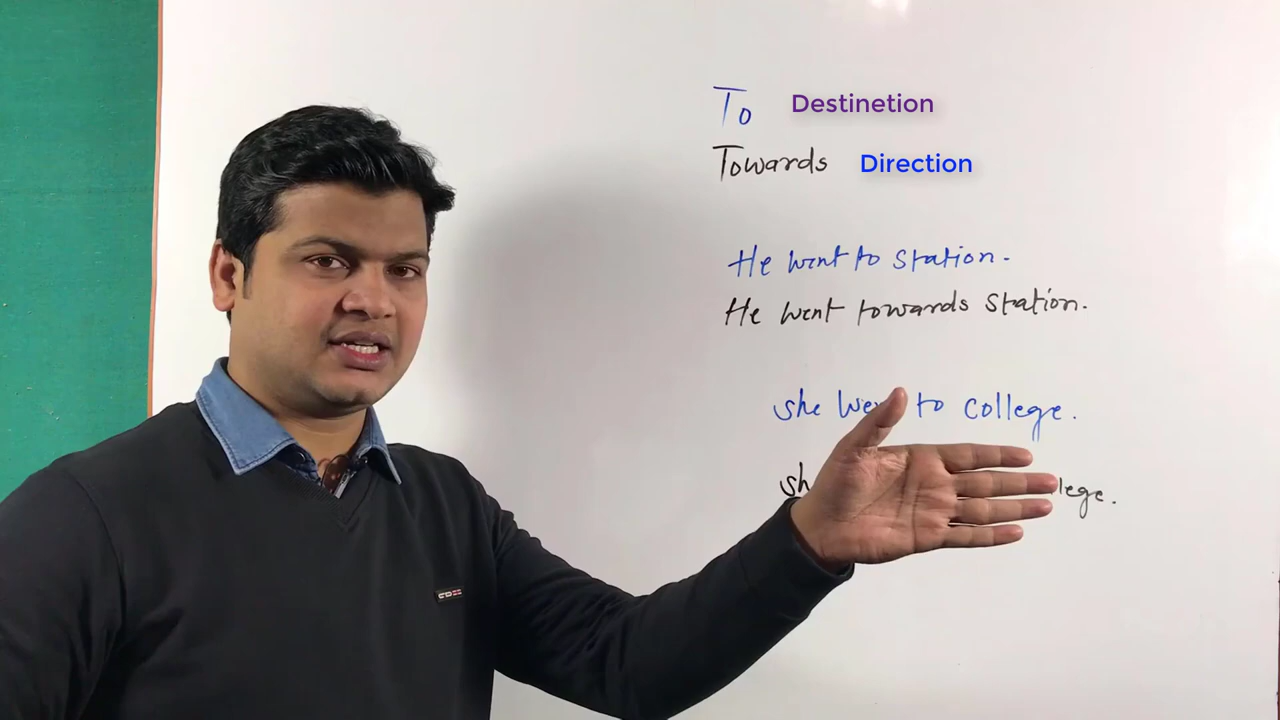 To Destinetion
Towards Direction
He went to station.
He went towards station.
she to college.